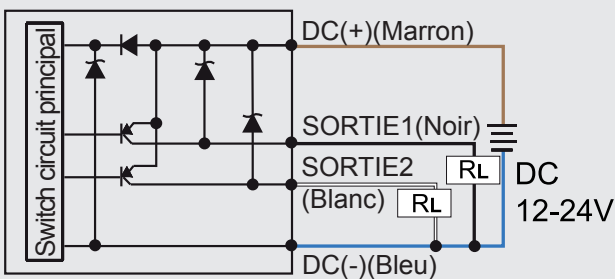 Switch circuit principal
DC(+)(Marron)
SORTIE1(Noir)
SORTIE2
(Blanc)
RL
RL
DC
12-24V
DC(-)(Bleu)